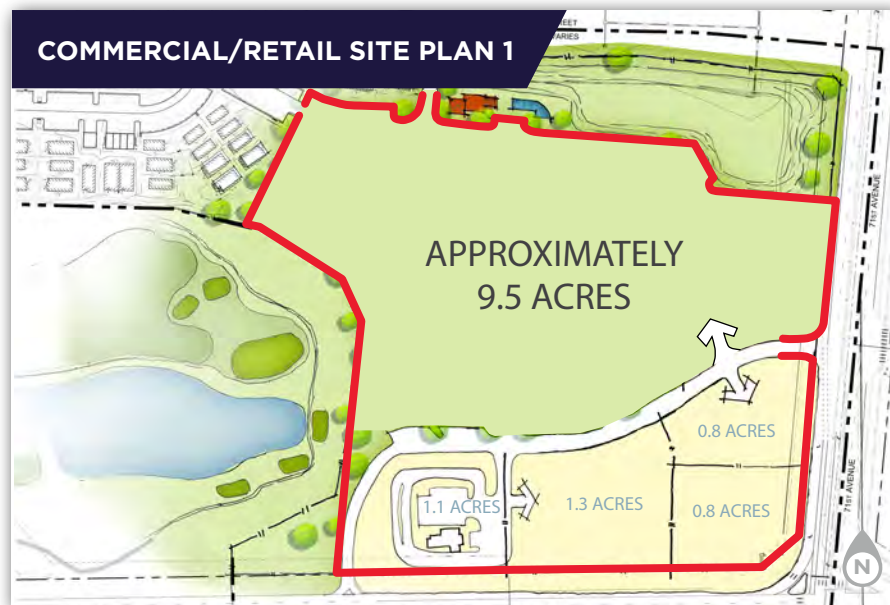 COMMERCIAL/RETAIL SITE PLAN 1
71ST AVENUE
APPROXIMATELY
9.5 ACRES
0.8 ACRES
1.1 ACRES
1.3 ACRES
0.8 ACRES
71ST AVENUE
N